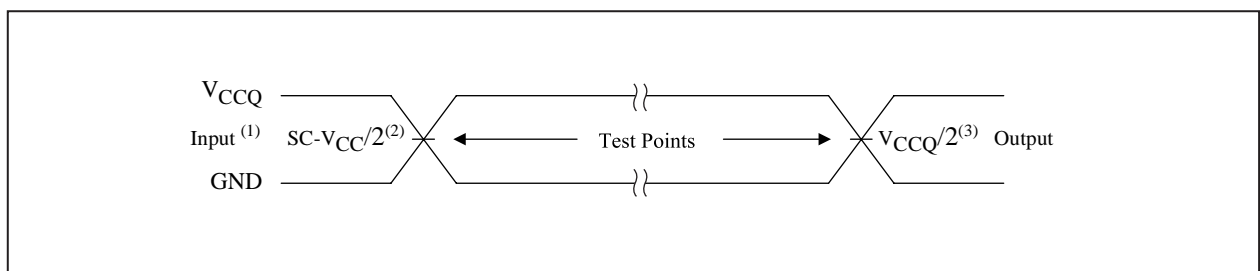 VCCQ
Input (1) SC-VCC/2(2) Test Points VCCQ/2(3) Output
GND